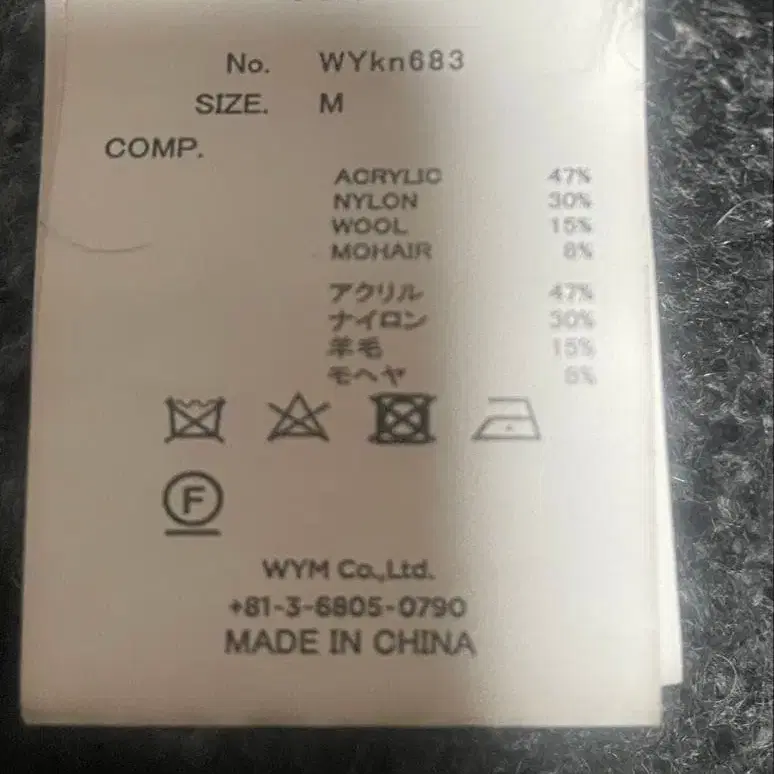 No. WYkn683
SIZE. M
COMP.
ACRYLIC 47%
NYLON 30%
WOOL 15%
MOHAIR 8%
アクリル 47%
ナイロン 30%
羊毛 15%
モヘヤ 8%
F
WYM Co.,Ltd.
+81-3-6805-0790
MADE IN CHINA